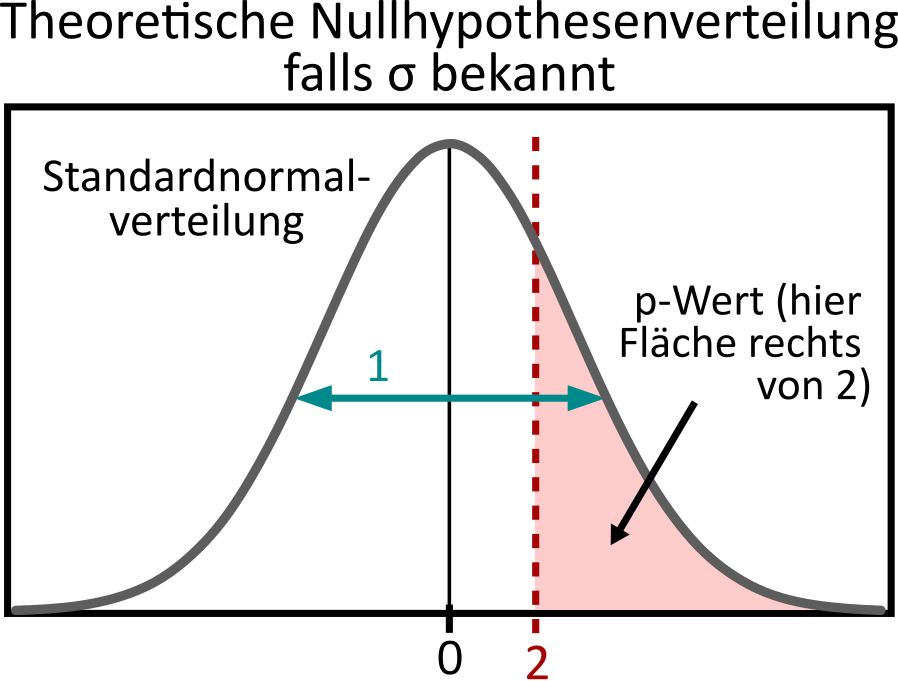 Theoretische Nullhypothesenverteilung
falls σ bekannt
Standardnormal-
verteilung
p-Wert (hier
Fläche rechts
von 2)
1
0
2